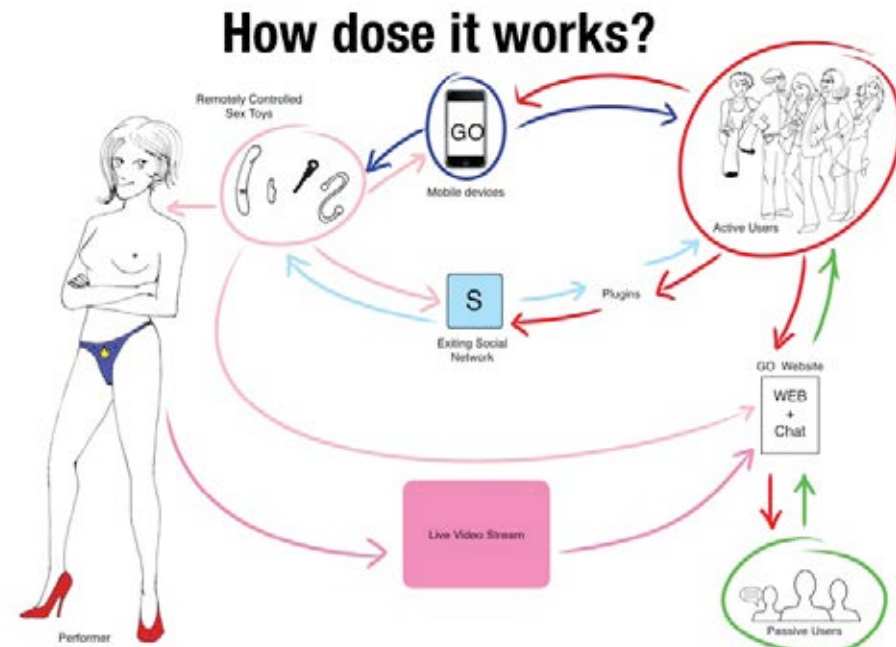 How dose it works?
Remotely Controlled
Sex Toys
GO
Mobile devices
Active Users
S
Exiting Social
Network
Plugins
GO Website
WEB
+
Chat
Live Video Stream
Performer
Passive Users